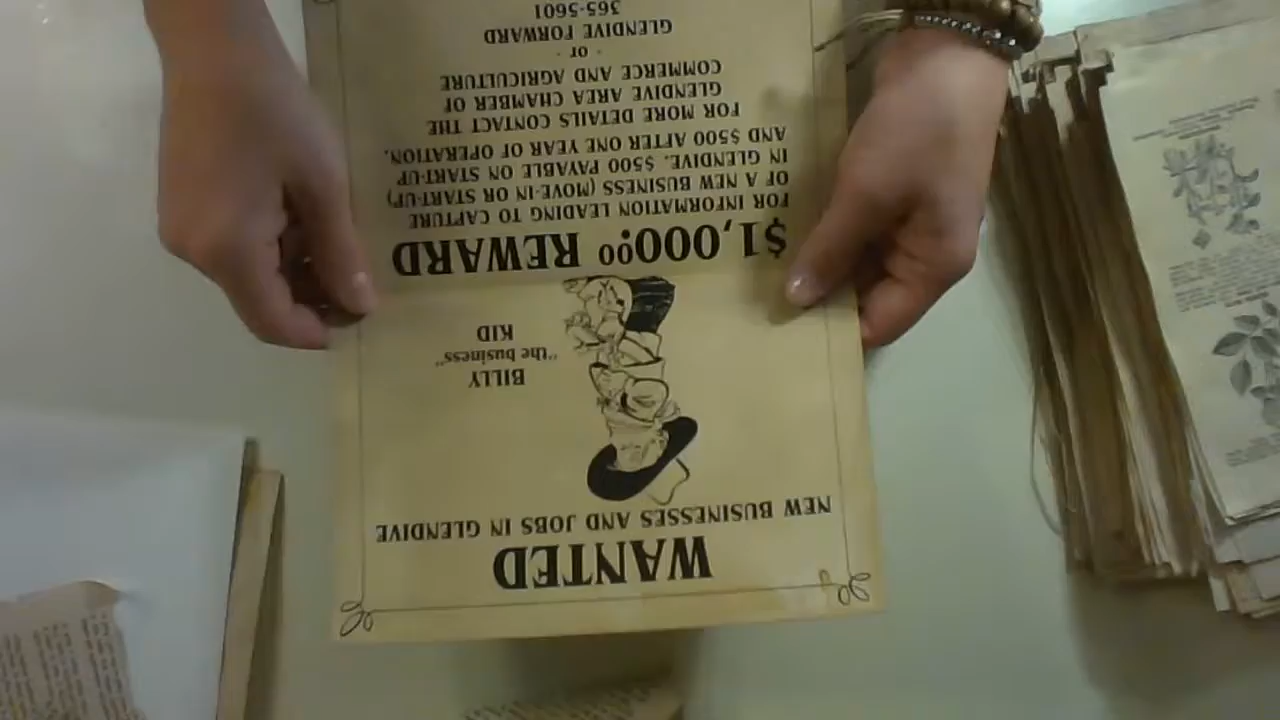 WANTED
NEW BUSINESSES AND JOBS IN GLENDIVE
BILLY
"the business"
KID
$1,000.00 REWARD
FOR INFORMATION LEADING TO CAPTURE
OF A NEW BUSINESS (MOVE-IN OR START-UP)
IN GLENDIVE. $500 PAYABLE ON START-UP
AND $500 AFTER ONE YEAR OF OPERATION.
FOR MORE DETAILS CONTACT THE
GLENDIVE AREA CHAMBER OF
COMMERCE AND AGRICULTURE
- or -
GLENDIVE FORWARD
365-5601